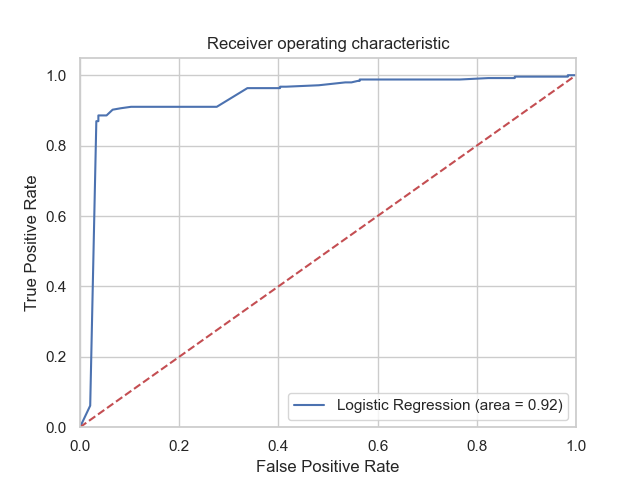 Receiver operating characteristic
1.0
0.8
0.6
0.4
0.2
0.0
True Positive Rate
Logistic Regression (area = 0.92)
0.0 0.2 0.4 0.6 0.8 1.0
False Positive Rate